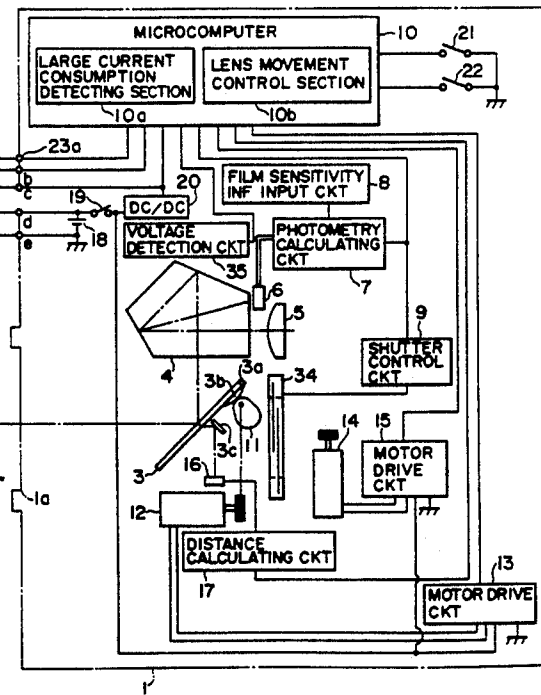 MICROCOMPUTER
10
21
LARGE CURRENT
CONSUMPTION
DETECTING SECTION
LENS MOVEMENT
CONTROL SECTION
22
10a
10b
23a
b
c
d
e
19
18
DC/DC
20
FILM SENSITIVITY
INF INPUT CKT
8
VOLTAGE
DETECTION CKT
35
PHOTOMETRY
CALCULATING
CKT
7
6
5
4
9
SHUTTER
CONTROL
CKT
3a
3b
34
3c
11
14
15
MOTOR
DRIVE
CKT
3
16
1a
12
DISTANCE
CALCULATING CKT
17
13
MOTOR DRIVE
CKT
1